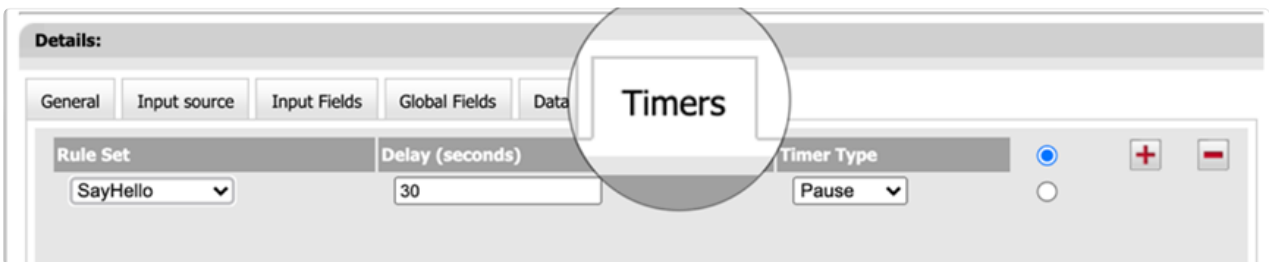 Details:
General Input source Input Fields Global Fields Data Timers
Rule Set Delay (seconds) Timer Type
SayHello 30 Pause